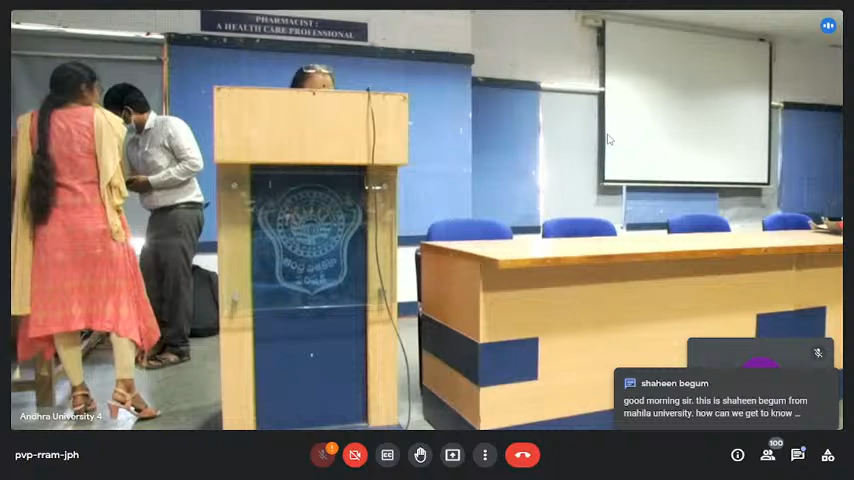 PHARMACIST :
A HEALTH CARE PROFESSIONAL
Andhra University 4
shaheen begum
good morning sir. this is shaheen begum from
mahila university. how can we get to know ...
pvp-rram-jph
100